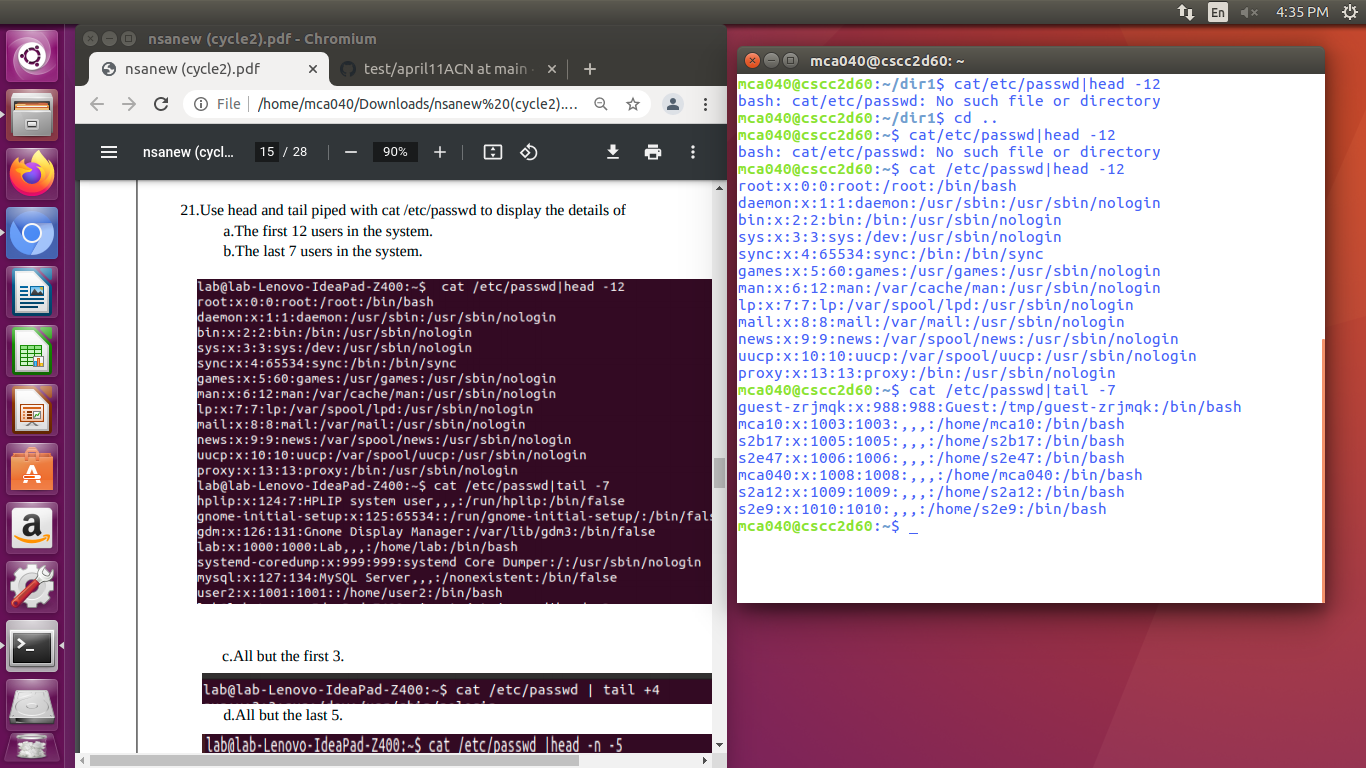 En
4:35 PM
nsanew (cycle2).pdf - Chromium
nsanew (cycle2).pdf
test/april11ACN at main
File
/home/mca040/Downloads/nsanew%20(cycle2)....
nsanew (cycl...
15 / 28
90%
21.Use head and tail piped with cat /etc/passwd to display the details of
a.The first 12 users in the system.
b.The last 7 users in the system.
lab@lab-Lenovo-IdeaPad-Z400:~$  cat /etc/passwd|head -12
root:x:0:0:root:/root:/bin/bash
daemon:x:1:1:daemon:/usr/sbin:/usr/sbin/nologin
bin:x:2:2:bin:/bin:/usr/sbin/nologin
sys:x:3:3:sys:/dev:/usr/sbin/nologin
sync:x:4:65534:sync:/bin:/bin/sync
games:x:5:60:games:/usr/games:/usr/sbin/nologin
man:x:6:12:man:/var/cache/man:/usr/sbin/nologin
lp:x:7:7:lp:/var/spool/lpd:/usr/sbin/nologin
mail:x:8:8:mail:/var/mail:/usr/sbin/nologin
news:x:9:9:news:/var/spool/news:/usr/sbin/nologin
uucp:x:10:10:uucp:/var/spool/uucp:/usr/sbin/nologin
proxy:x:13:13:proxy:/bin:/usr/sbin/nologin
lab@lab-Lenovo-IdeaPad-Z400:~$ cat /etc/passwd|tail -7
hplip:x:124:7:HPLIP system user,,,:/run/hplip:/bin/false
gnome-initial-setup:x:125:65534::/run/gnome-initial-setup/:/bin/fals
gdm:x:126:131:Gnome Display Manager:/var/lib/gdm3:/bin/false
lab:x:1000:1000:Lab,,,:/home/lab:/bin/bash
systemd-coredump:x:999:999:systemd Core Dumper:/:/usr/sbin/nologin
mysql:x:127:134:MySQL Server,,,:/nonexistent:/bin/false
user2:x:1001:1001::/home/user2:/bin/bash
c.All but the first 3.
lab@lab-Lenovo-IdeaPad-Z400:~$ cat /etc/passwd | tail +4
d.All but the last 5.
lab@lab-Lenovo-IdeaPad-Z400:~$ cat /etc/passwd |head -n -5
mca040@cscc2d60: ~
mca040@cscc2d60:~/dir1$ cat/etc/passwd|head -12
bash: cat/etc/passwd: No such file or directory
mca040@cscc2d60:~/dir1$ cd ..
mca040@cscc2d60:~$ cat/etc/passwd|head -12
bash: cat/etc/passwd: No such file or directory
mca040@cscc2d60:~$ cat /etc/passwd|head -12
root:x:0:0:root:/root:/bin/bash
daemon:x:1:1:daemon:/usr/sbin:/usr/sbin/nologin
bin:x:2:2:bin:/bin:/usr/sbin/nologin
sys:x:3:3:sys:/dev:/usr/sbin/nologin
sync:x:4:65534:sync:/bin:/bin/sync
games:x:5:60:games:/usr/games:/usr/sbin/nologin
man:x:6:12:man:/var/cache/man:/usr/sbin/nologin
lp:x:7:7:lp:/var/spool/lpd:/usr/sbin/nologin
mail:x:8:8:mail:/var/mail:/usr/sbin/nologin
news:x:9:9:news:/var/spool/news:/usr/sbin/nologin
uucp:x:10:10:uucp:/var/spool/uucp:/usr/sbin/nologin
proxy:x:13:13:proxy:/bin:/usr/sbin/nologin
mca040@cscc2d60:~$ cat /etc/passwd|tail -7
guest-zrjmqk:x:988:988:Guest:/tmp/guest-zrjmqk:/bin/bash
mca10:x:1003:1003:,,,:/home/mca10:/bin/bash
s2b17:x:1005:1005:,,,:/home/s2b17:/bin/bash
s2e47:x:1006:1006:,,,:/home/s2e47:/bin/bash
mca040:x:1008:1008:,,,:/home/mca040:/bin/bash
s2a12:x:1009:1009:,,,:/home/s2a12:/bin/bash
s2e9:x:1010:1010:,,,:/home/s2e9:/bin/bash
mca040@cscc2d60:~$ _